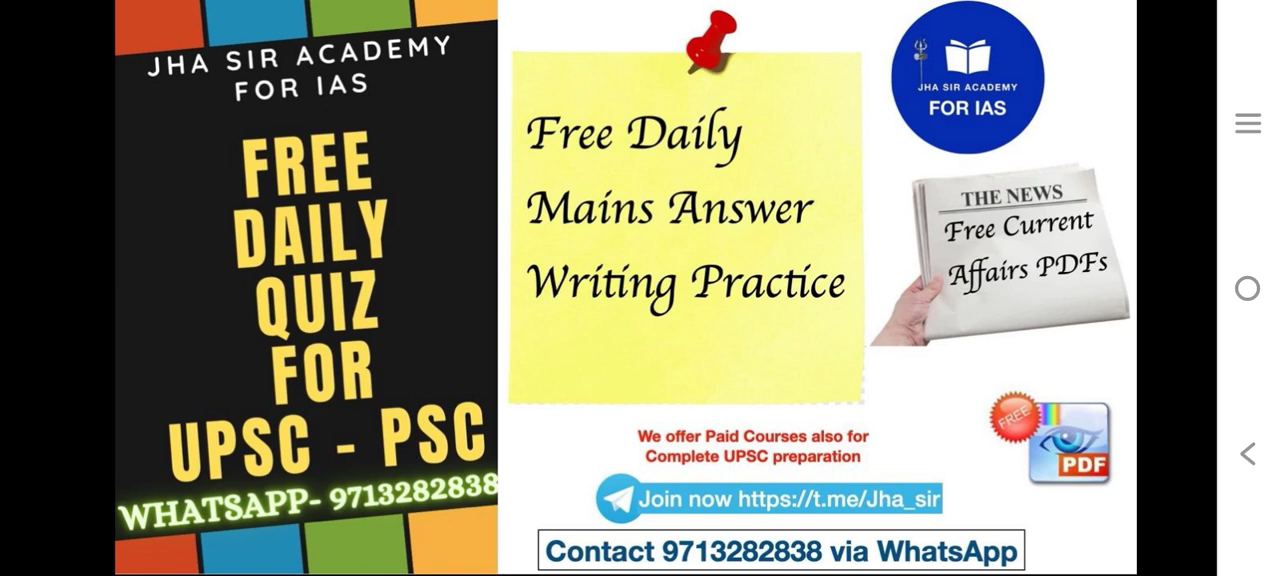 JHA SIR ACADEMY
FOR IAS
FREE
DAILY
QUIZ
FOR
UPSC - PSC
WHATSAPP- 9713282838
Free Daily
Mains Answer
Writing Practice
JHA SIR ACADEMY
FOR IAS
THE NEWS
Free Current
Affairs PDFs
FREE
PDF
We offer Paid Courses also for
Complete UPSC preparation
Join now https://t.me/Jha_sir
Contact 9713282838 via WhatsApp